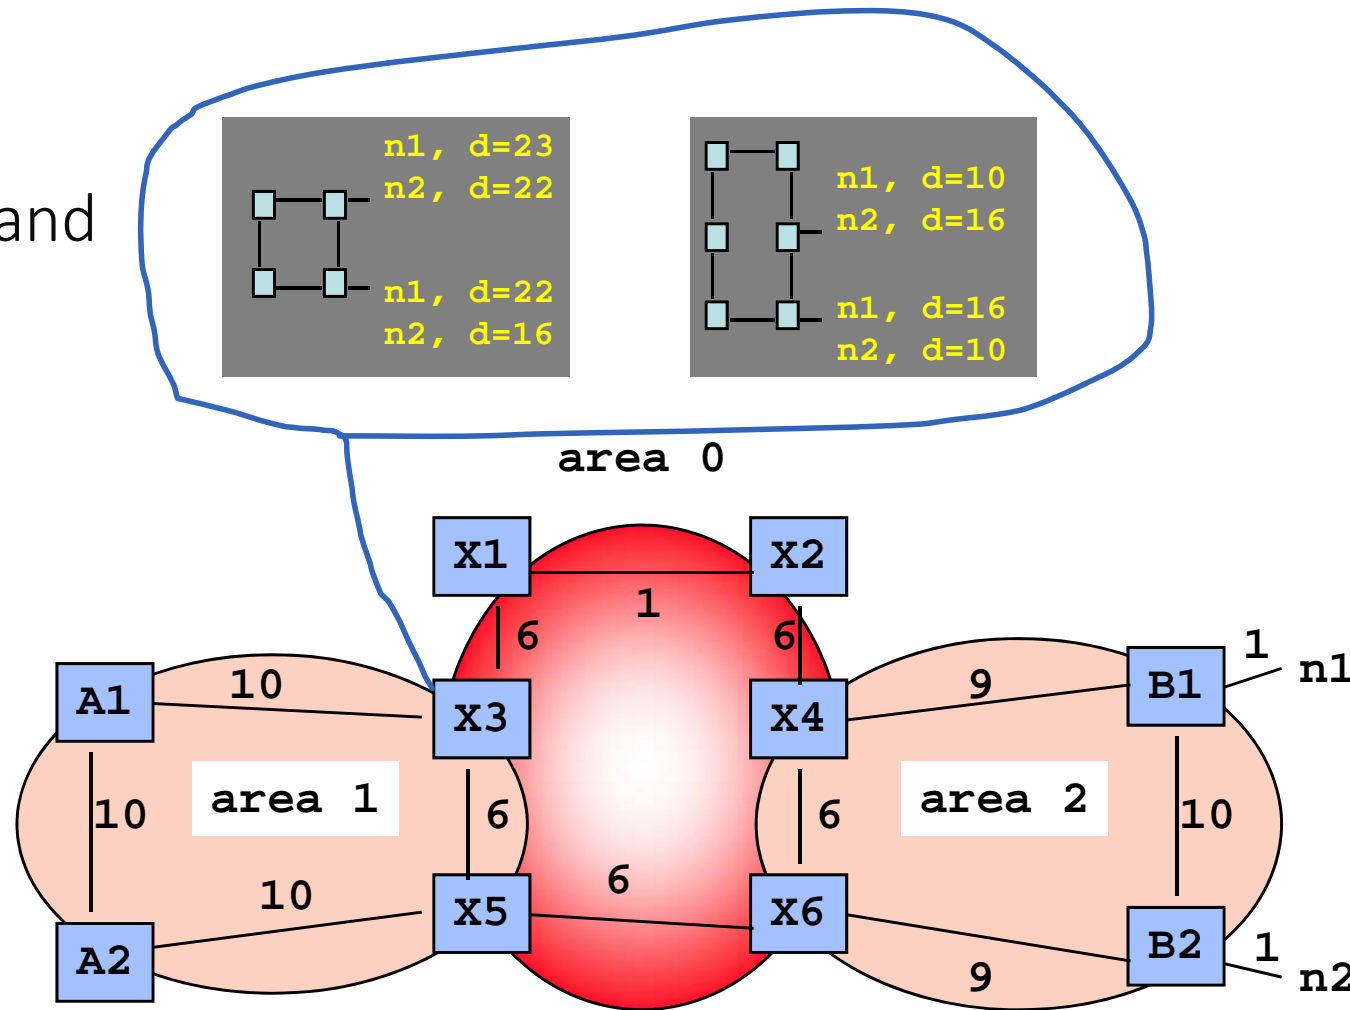 and
n1, d=23
n2, d=22
n1, d=22
n2, d=16
n1, d=10
n2, d=16
n1, d=16
n2, d=10
area 0
X1
X2
1
6
6
A1
10
X3
X4
9
B1
1
n1
area 1
10
6
6
area 2
10
A2
10
X5
6
X6
9
B2
1
n2